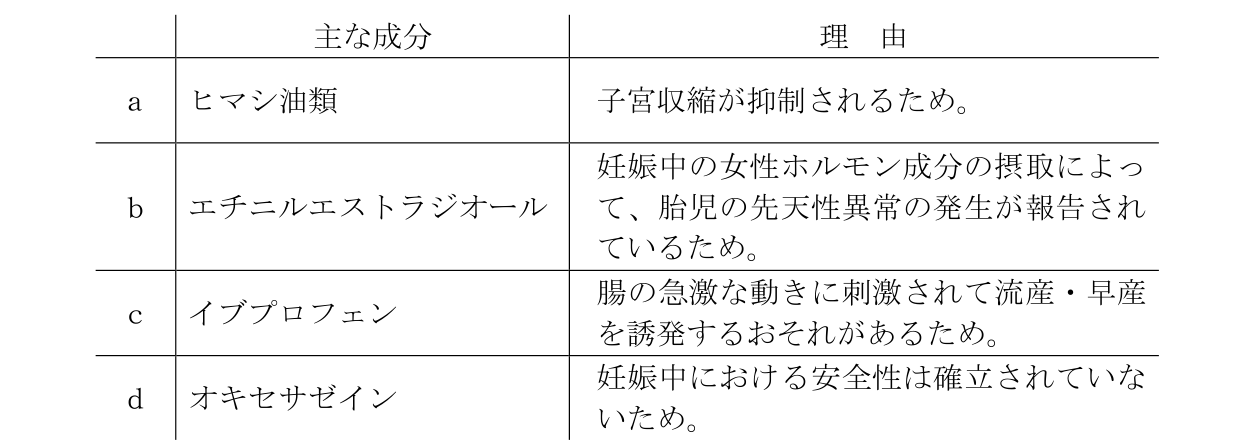 主な成分 理 由
a ヒマシ油類 子宮収縮が抑制されるため。
妊娠中の女性ホルモン成分の摂取によっ
b エチニルエストラジオール て、胎児の先天性異常の発生が報告され
ているため。
腸の急激な動きに刺激されて流産・早産
c イブプロフェン
を誘発するおそれがあるため。
妊娠中における安全性は確立されていな
d オキセサゼイン
いため。